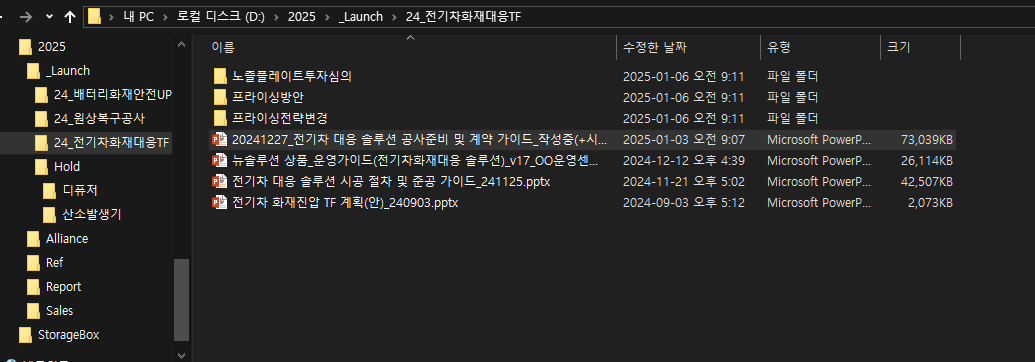 내 PC > 로컬 디스크 (D:) > 2025 > _Launch > 24_전기차화재대응TF
2025
_Launch
24_배터리화재안전UP
24_원상복구공사
24_전기차화재대응TF
Hold
디퓨저
산소발생기
Alliance
Ref
Report
Sales
StorageBox
이름 수정한 날짜 유형 크기
노즐플레이트투자심의 2025-01-06 오전 9:11 파일 폴더
프라이싱방안 2025-01-06 오전 9:11 파일 폴더
프라이싱전략변경 2025-01-06 오전 9:11 파일 폴더
20241227_전기차 대응 솔루션 공사준비 및 계약 가이드_작성중(+시... 2025-01-03 오전 9:07 Microsoft PowerP... 73,039KB
뉴솔루션 상품_운영가이드(전기차화재대응 솔루션)_v17_OO운영센... 2024-12-12 오후 4:39 Microsoft PowerP... 26,114KB
전기차 대응 솔루션 시공 절차 및 준공 가이드_241125.pptx 2024-11-21 오후 5:02 Microsoft PowerP... 42,507KB
전기차 화재진압 TF 계획(안)_240903.pptx 2024-09-03 오후 5:12 Microsoft PowerP... 2,073KB